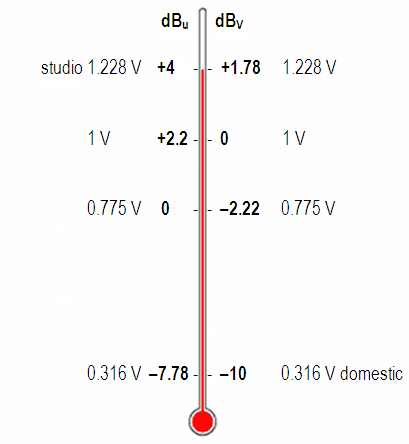 dBu dBV
studio 1.228 V +4 - - +1.78 1.228 V
1 V +2.2 - - 0 1 V
0.775 V 0 - - −2.22 0.775 V
0.316 V −7.78 - - −10 0.316 V domestic